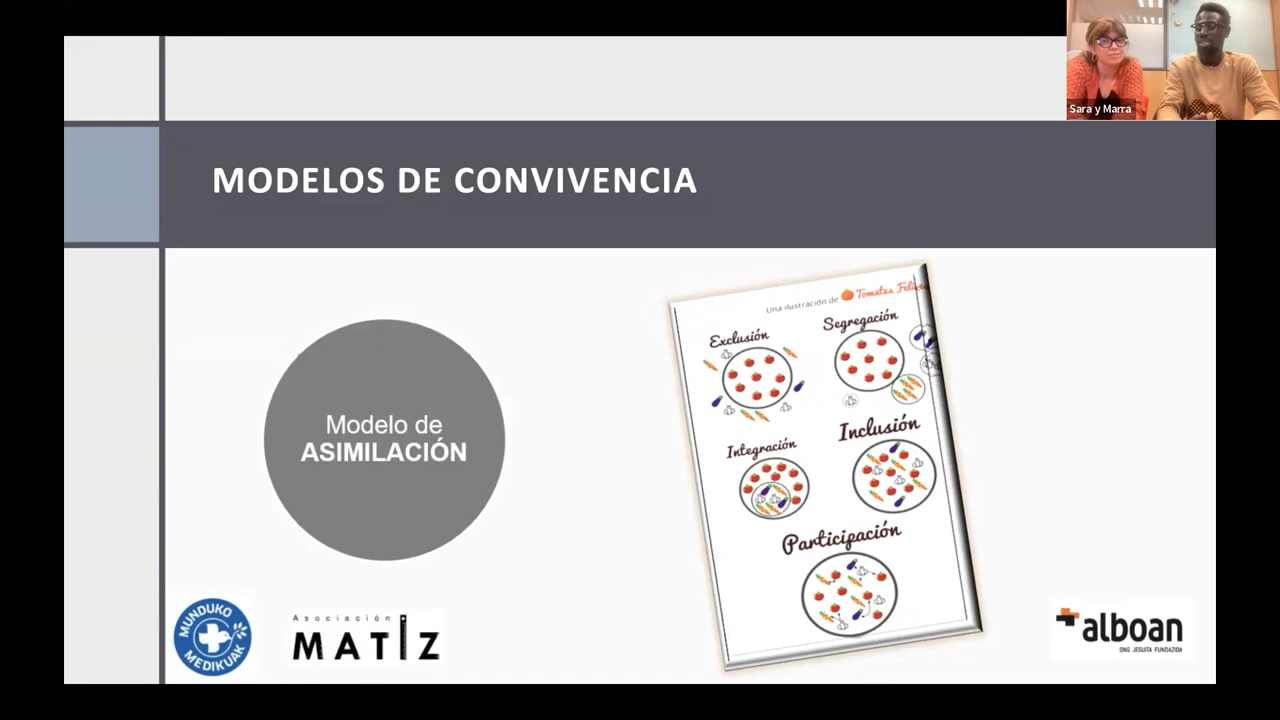 Sara y Marra
MODELOS DE CONVIVENCIA
Modelo de
ASIMILACIÓN
Una ilustración de Tomates Felices
Exclusión
Segregación
Integración
Inclusión
Participación
MUNDUKO
MEDIKUAK
Asociación
MATIZ
alboan
ONG JESUITA FUNDAZIOA